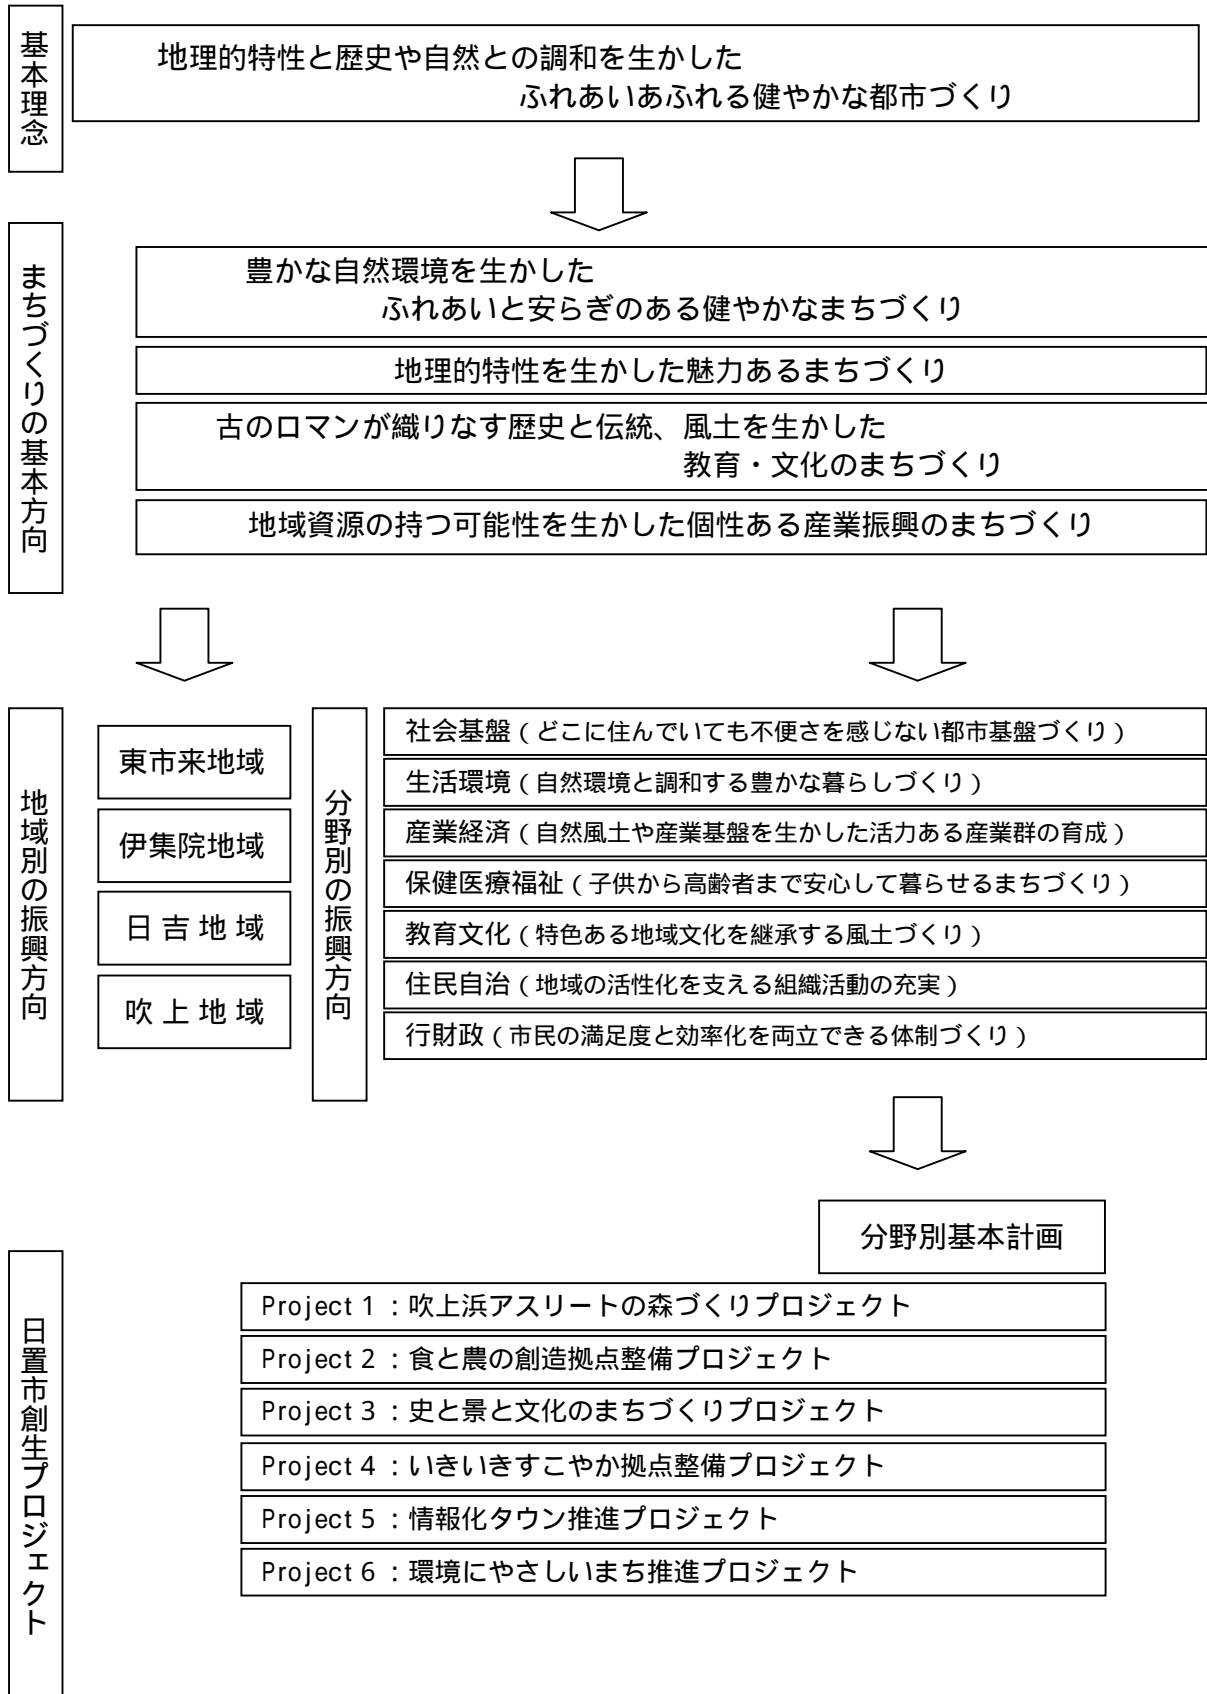 基本理念
地理的特性と歴史や自然との調和を生かした
ふれあいあふれる健やかな都市づくり
まちづくりの基本方向
豊かな自然環境を生かした
ふれあいと安らぎのある健やかなまちづくり
地理的特性を生かした魅力あるまちづくり
古のロマンが織りなす歴史と伝統、風土を生かした
教育・文化のまちづくり
地域資源の持つ可能性を生かした個性ある産業振興のまちづくり
地域別の振興方向
東市来地域
伊集院地域
日吉地域
吹上地域
分野別の振興方向
社会基盤（どこに住んでいても不便さを感じない都市基盤づくり）
生活環境（自然環境と調和する豊かな暮らしづくり）
産業経済（自然風土や産業基盤を生かした活力ある産業群の育成）
保健医療福祉（子供から高齢者まで安心して暮らせるまちづくり）
教育文化（特色ある地域文化を継承する風土づくり）
住民自治（地域の活性化を支える組織活動の充実）
行財政（市民の満足度と効率化を両立できる体制づくり）
分野別基本計画
日置市創生プロジェクト
Project１：吹上浜アスリートの森づくりプロジェクト
Project２：食と農の創造拠点整備プロジェクト
Project３：史と景と文化のまちづくりプロジェクト
Project４：いきいきすこやか拠点整備プロジェクト
Project５：情報化タウン推進プロジェクト
Project６：環境にやさしいまち推進プロジェクト